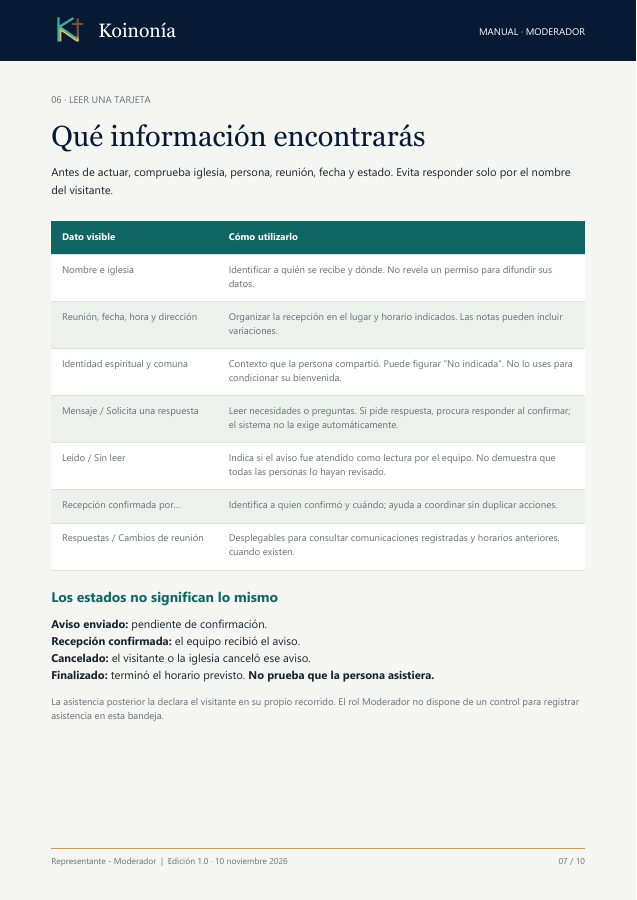 Koinonía
MANUAL · MODERADOR
06 · LEER UNA TARJETA
Qué información encontrarás
Antes de actuar, comprueba iglesia, persona, reunión, fecha y estado. Evita responder solo por el nombre
del visitante.
Dato visible
Cómo utilizarlo
Nombre e iglesia
Identificar a quién se recibe y dónde. No revela un permiso para difundir sus
datos.
Reunión, fecha, hora y dirección
Organizar la recepción en el lugar y horario indicados. Las notas pueden incluir
variaciones.
Identidad espiritual y comuna
Contexto que la persona compartió. Puede figurar “No indicada”. No lo uses para
condicionar su bienvenida.
Mensaje / Solicita una respuesta
Leer necesidades o preguntas. Si pide respuesta, procura responder al confirmar;
el sistema no la exige automáticamente.
Leído / Sin leer
Indica si el aviso fue atendido como lectura por el equipo. No demuestra que
todas las personas lo hayan revisado.
Recepción confirmada por...
Identifica a quien confirmó y cuándo; ayuda a coordinar sin duplicar acciones.
Respuestas / Cambios de reunión
Desplegables para consultar comunicaciones registradas y horarios anteriores,
cuando existen.
Los estados no significan lo mismo
Aviso enviado: pendiente de confirmación.
Recepción confirmada: el equipo recibió el aviso.
Cancelado: el visitante o la iglesia canceló ese aviso.
Finalizado: terminó el horario previsto. No prueba que la persona asistiera.
La asistencia posterior la declara el visitante en su propio recorrido. El rol Moderador no dispone de un control para registrar
asistencia en esta bandeja.
Representante - Moderador | Edición 1.0 · 10 noviembre 2026
07 / 10